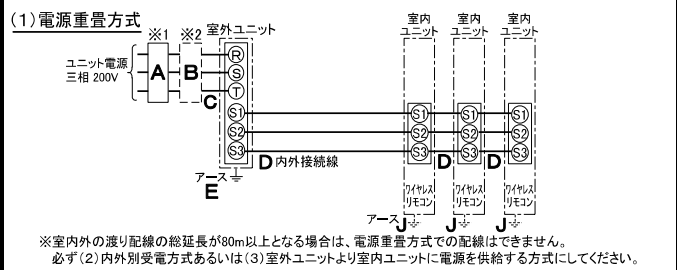 (1)電源重畳方式
※1
※2
室外ユニット
室内
ユニット
室内
ユニット
室内
ユニット
ユニット電源
三相 200V
A
B
C
R
S
T
S1
S2
S3
S1
S2
S3
S1
S2
S3
S1
S2
S3
D 内外接続線
D
D
アース
E
ワイヤレス
リモコン
ワイヤレス
リモコン
ワイヤレス
リモコン
アース J
J
J
※室内外の渡り配線の総延長が80m以上となる場合は、電源重畳方式での配線はできません。
必ず(2)内外別受電方式あるいは(3)室外ユニットより室内ユニットに電源を供給する方式にしてください。